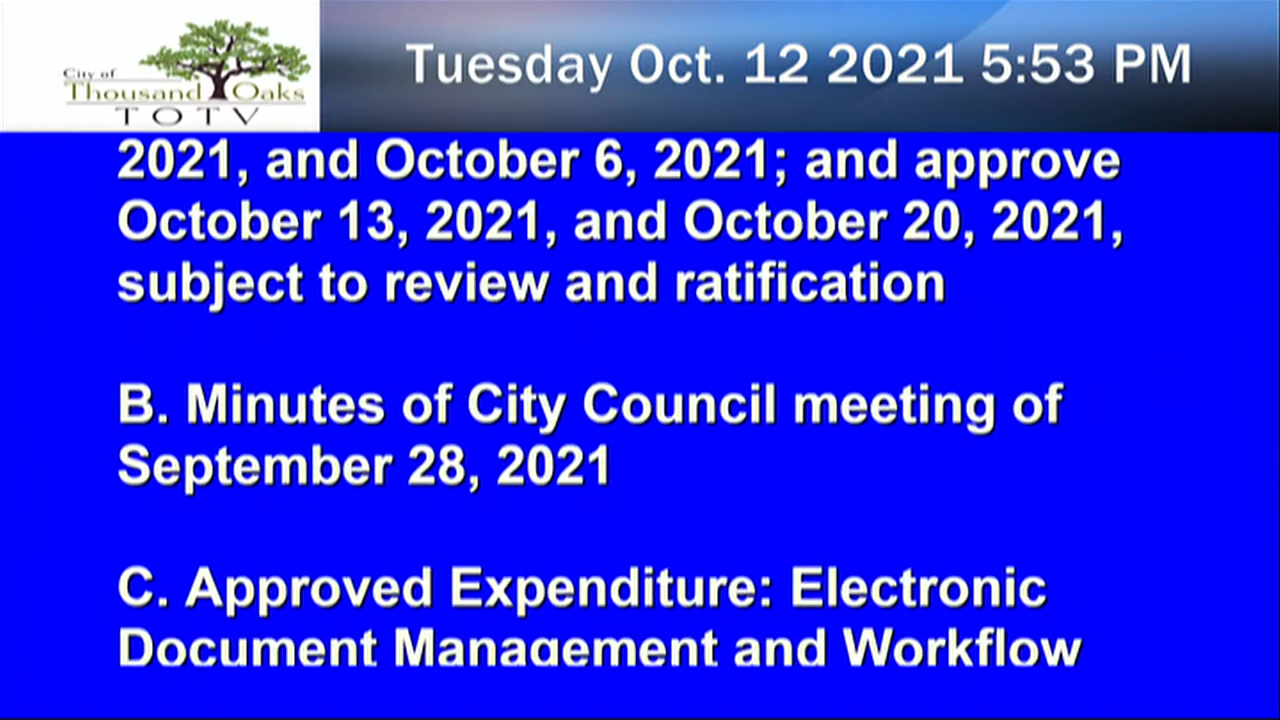 City of
Thousand Oaks
TOTV
Tuesday Oct. 12 2021 5:53 PM
2021, and October 6, 2021; and approve
October 13, 2021, and October 20, 2021,
subject to review and ratification
B. Minutes of City Council meeting of
September 28, 2021
C. Approved Expenditure: Electronic
Document Management and Workflow